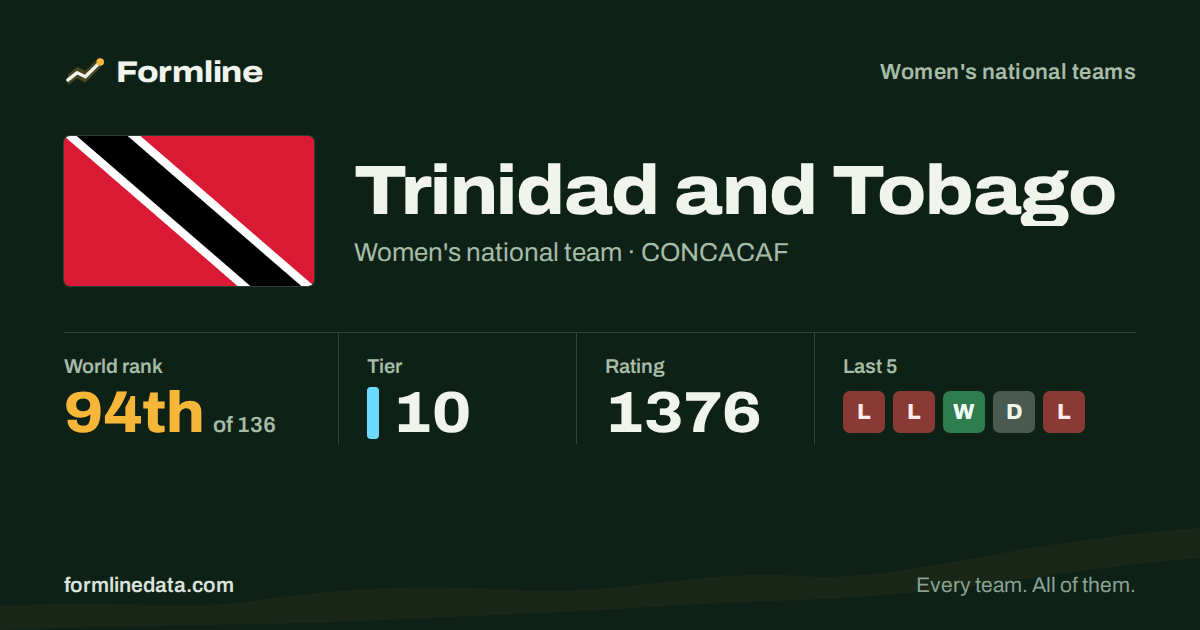 Formline
Women's national teams
Trinidad and Tobago
Women's national team · CONCACAF
World rank
94th of 136
Tier
10
Rating
1376
Last 5
L L W D L
formlinedata.com
Every team. All of them.